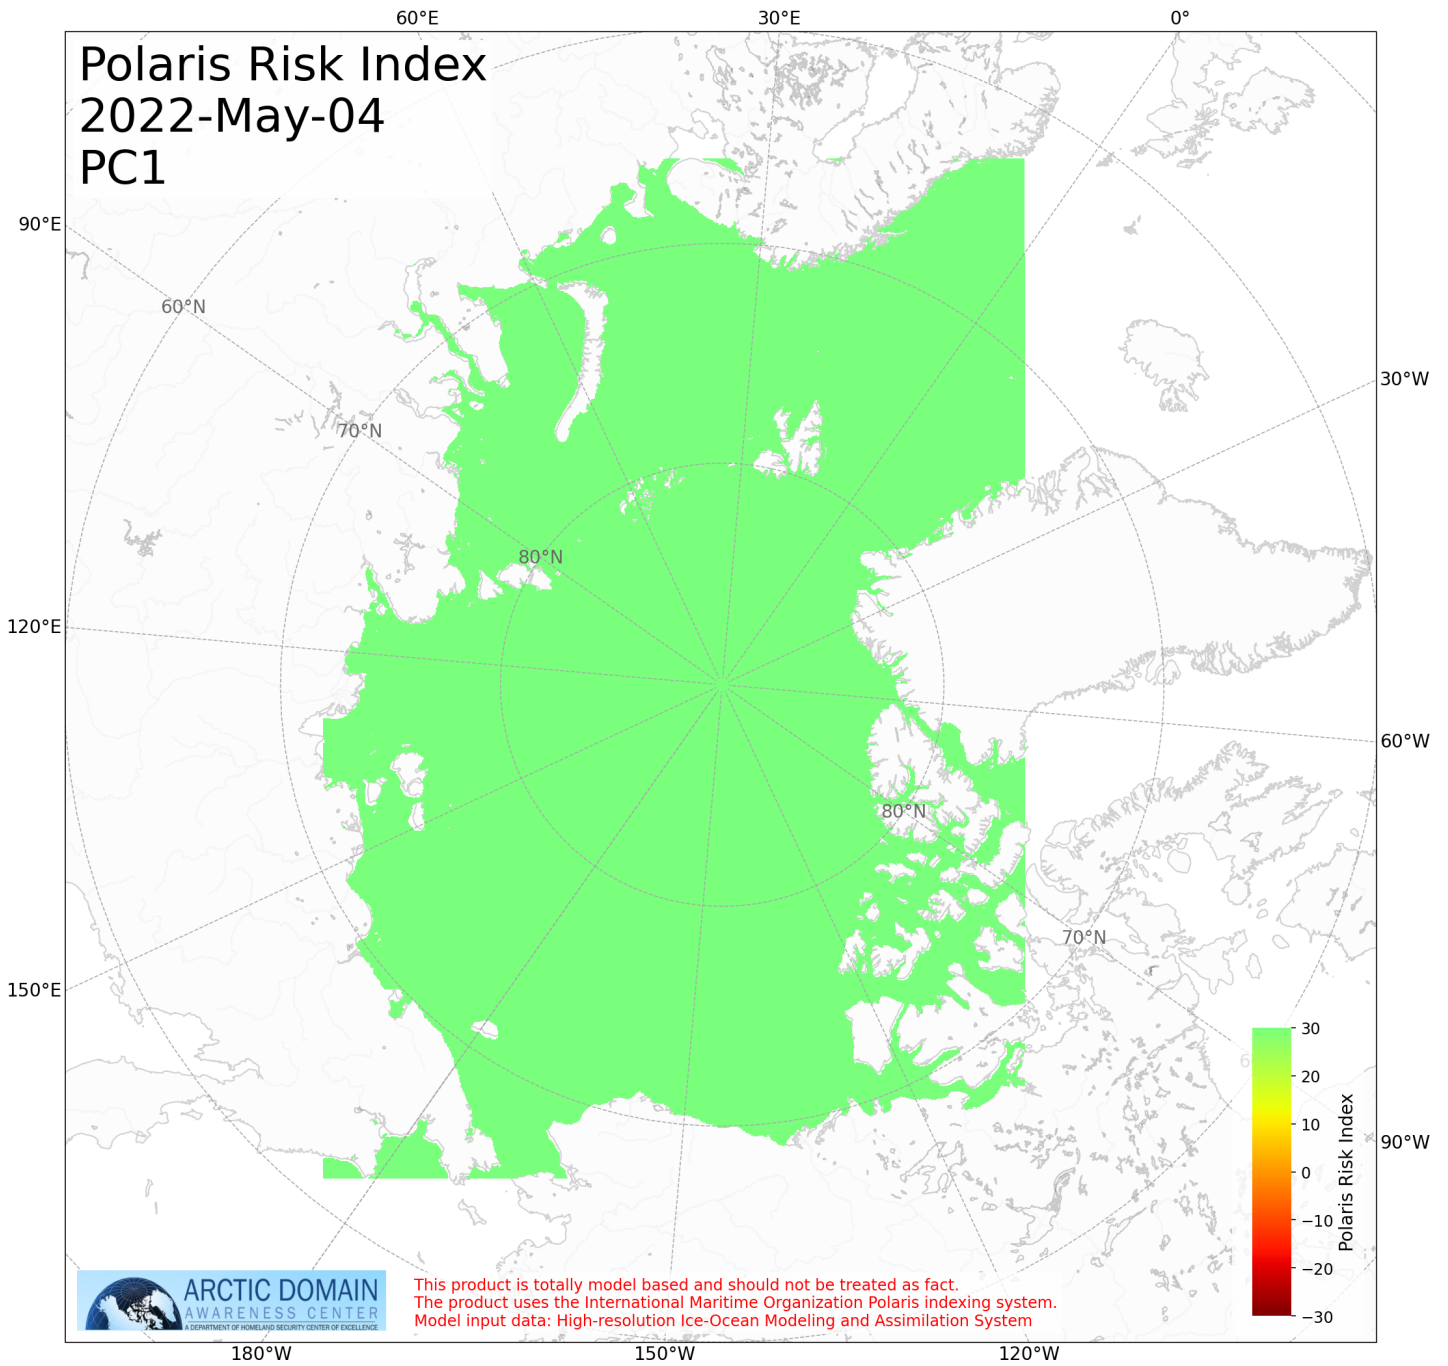 60°E 30°E 0°
Polaris Risk Index
2022-May-04
PC1
90°E
60°N
30°W
70°N
80°N
120°E
60°W
80°N
70°N
150°E
30
20
10
0
−10
−20
−30
Polaris Risk Index
90°W
ARCTIC DOMAIN
AWARENESS CENTER
A DEPARTMENT OF HOMELAND SECURITY CENTER OF EXCELLENCE
This product is totally model based and should not be treated as fact.
The product uses the International Maritime Organization Polaris indexing system.
Model input data: High-resolution Ice-Ocean Modeling and Assimilation System
180°W 150°W 120°W